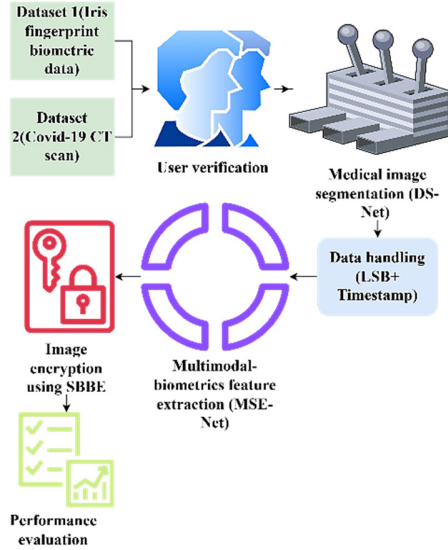 Dataset 1(Iris
fingerprint
biometric
data)
Dataset
2(Covid-19 CT
scan)
User verification
Medical image
segmentation (DS-
Net)
Data handling
(LSB+
Timestamp)
Multimodal-
biometrics feature
extraction (MSE-
Net)
Image
encryption
using SBBE
Performance
evaluation